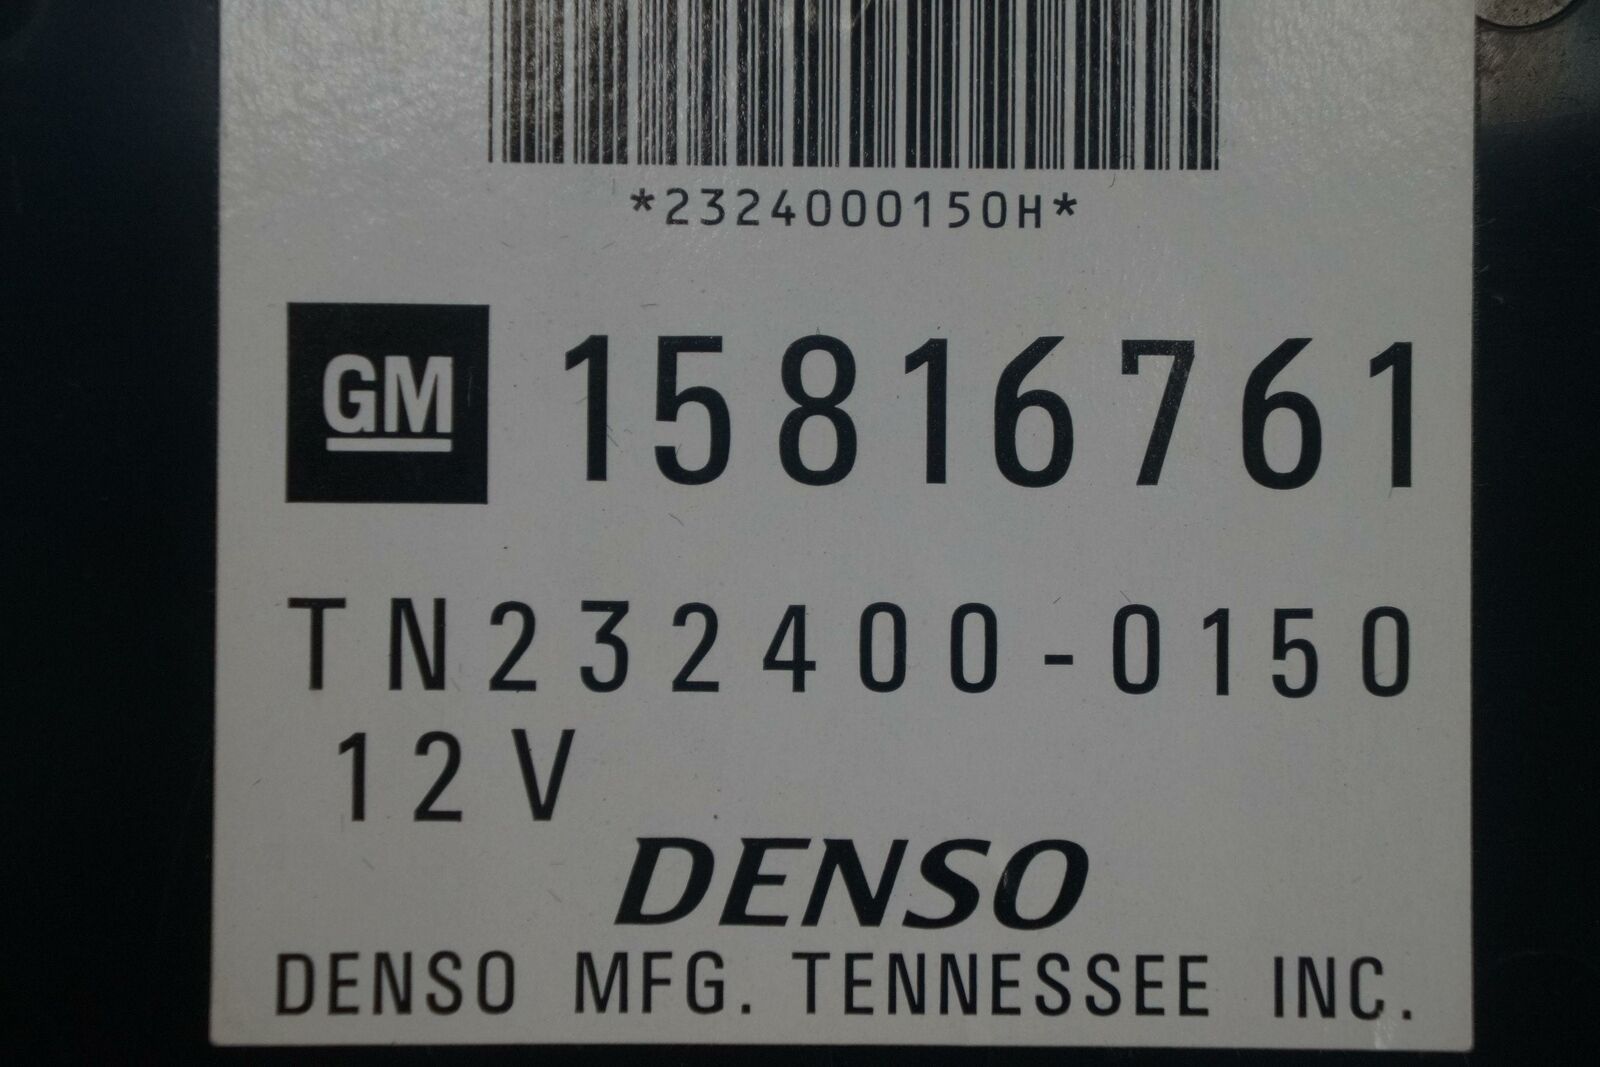 *2324000150H*
GM 15816761
TN232400-0150
12V
DENSO
DENSO MFG. TENNESSEE INC.